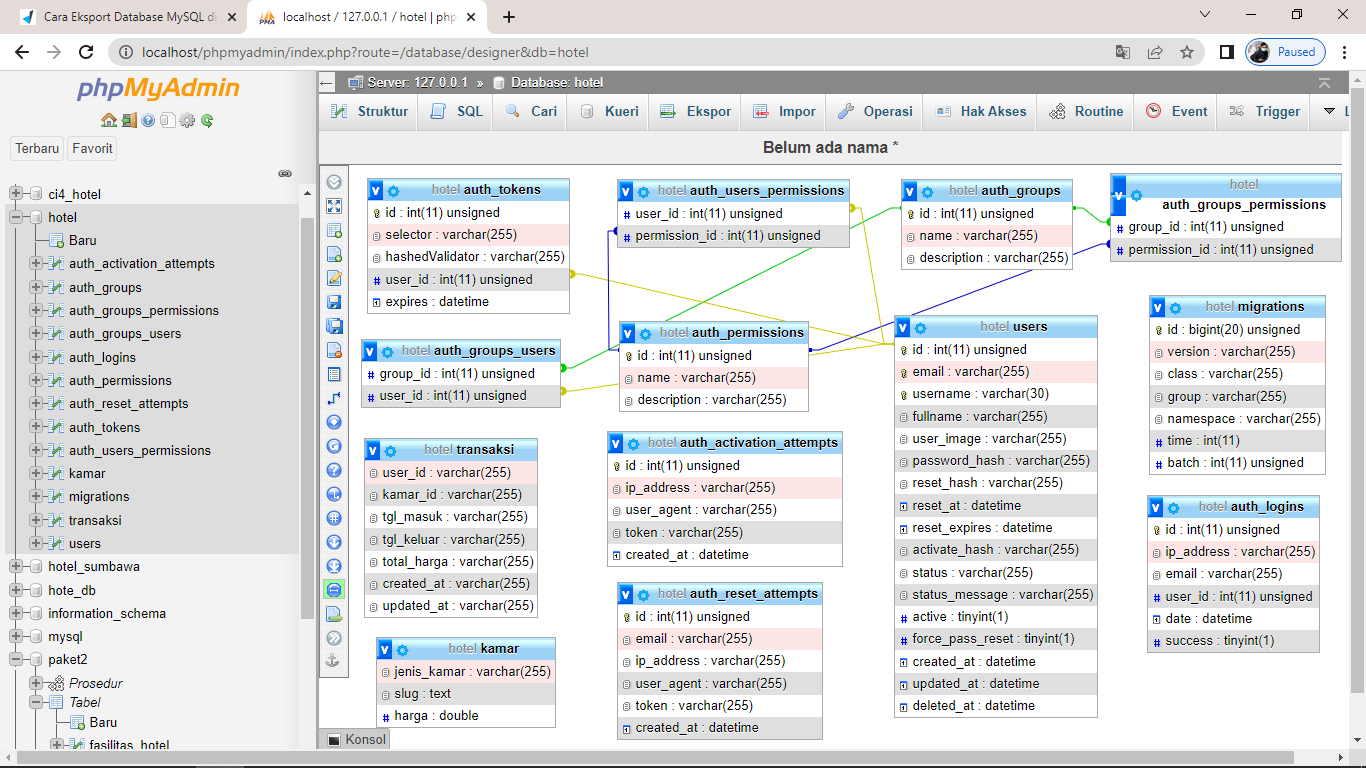 Cara Eksport Database MySQL di
localhost / 127.0.0.1 / hotel | php
localhost/phpmyadmin/index.php?route=/database/designer&db=hotel
Paused
phpMyAdmin
Terbaru
Favorit
ci4_hotel
hotel
Baru
auth_activation_attempts
auth_groups
auth_groups_permissions
auth_groups_users
auth_logins
auth_permissions
auth_reset_attempts
auth_tokens
auth_users_permissions
kamar
migrations
transaksi
users
hotel_sumbawa
hote_db
information_schema
mysql
paket2
Prosedur
Tabel
Baru
fasilitas_hotel
Server: 127.0.0.1 » Database: hotel
Struktur
SQL
Cari
Kueri
Ekspor
Impor
Operasi
Hak Akses
Routine
Event
Trigger
Belum ada nama *
hotel auth_tokens
id : int(11) unsigned
selector : varchar(255)
hashedValidator : varchar(255)
user_id : int(11) unsigned
expires : datetime
hotel auth_users_permissions
user_id : int(11) unsigned
permission_id : int(11) unsigned
hotel auth_groups
id : int(11) unsigned
name : varchar(255)
description : varchar(255)
hotel
auth_groups_permissions
group_id : int(11) unsigned
permission_id : int(11) unsigned
hotel auth_groups_users
group_id : int(11) unsigned
user_id : int(11) unsigned
hotel auth_permissions
id : int(11) unsigned
name : varchar(255)
description : varchar(255)
hotel users
id : int(11) unsigned
email : varchar(255)
username : varchar(30)
fullname : varchar(255)
user_image : varchar(255)
password_hash : varchar(255)
reset_hash : varchar(255)
reset_at : datetime
reset_expires : datetime
activate_hash : varchar(255)
status : varchar(255)
status_message : varchar(255)
active : tinyint(1)
force_pass_reset : tinyint(1)
created_at : datetime
updated_at : datetime
deleted_at : datetime
hotel migrations
id : bigint(20) unsigned
version : varchar(255)
class : varchar(255)
group : varchar(255)
namespace : varchar(255)
time : int(11)
batch : int(11) unsigned
hotel transaksi
user_id : varchar(255)
kamar_id : varchar(255)
tgl_masuk : varchar(255)
tgl_keluar : varchar(255)
total_harga : varchar(255)
created_at : varchar(255)
updated_at : varchar(255)
hotel auth_activation_attempts
id : int(11) unsigned
ip_address : varchar(255)
user_agent : varchar(255)
token : varchar(255)
created_at : datetime
hotel auth_logins
id : int(11) unsigned
ip_address : varchar(255)
email : varchar(255)
user_id : int(11) unsigned
date : datetime
success : tinyint(1)
hotel auth_reset_attempts
id : int(11) unsigned
email : varchar(255)
ip_address : varchar(255)
user_agent : varchar(255)
token : varchar(255)
created_at : datetime
hotel kamar
jenis_kamar : varchar(255)
slug : text
harga : double
Konsol